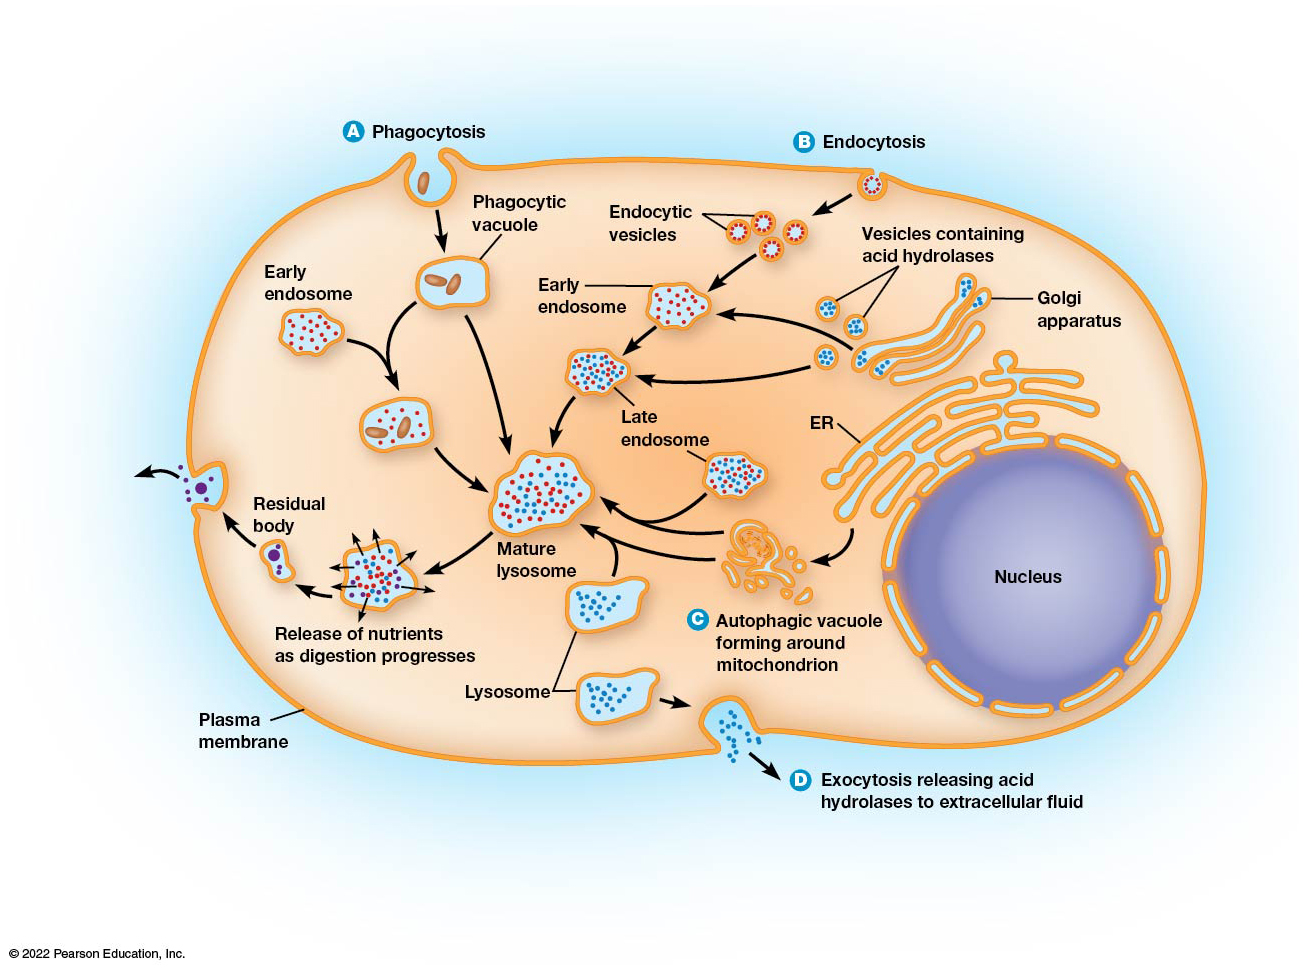 A Phagocytosis
B Endocytosis
Phagocytic
vacuole
Endocytic
vesicles
Vesicles containing
acid hydrolases
Early
endosome
Early
endosome
Golgi
apparatus
Late
endosome
ER
Residual
body
Mature
lysosome
Nucleus
C Autophagic vacuole
forming around
mitochondrion
Release of nutrients
as digestion progresses
Lysosome
Plasma
membrane
D Exocytosis releasing acid
hydrolases to extracellular fluid
© 2022 Pearson Education, Inc.